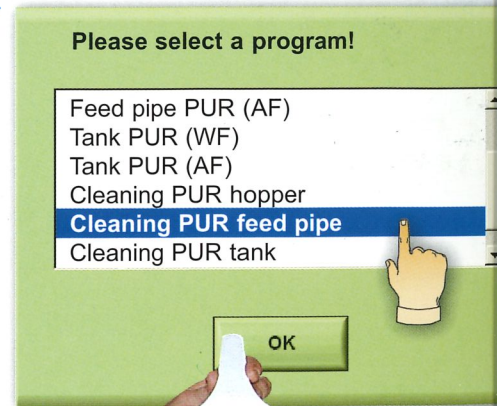 Please select a program!
Feed pipe PUR (AF)
Tank PUR (WF)
Tank PUR (AF)
Cleaning PUR hopper
Cleaning PUR feed pipe
Cleaning PUR tank
OK